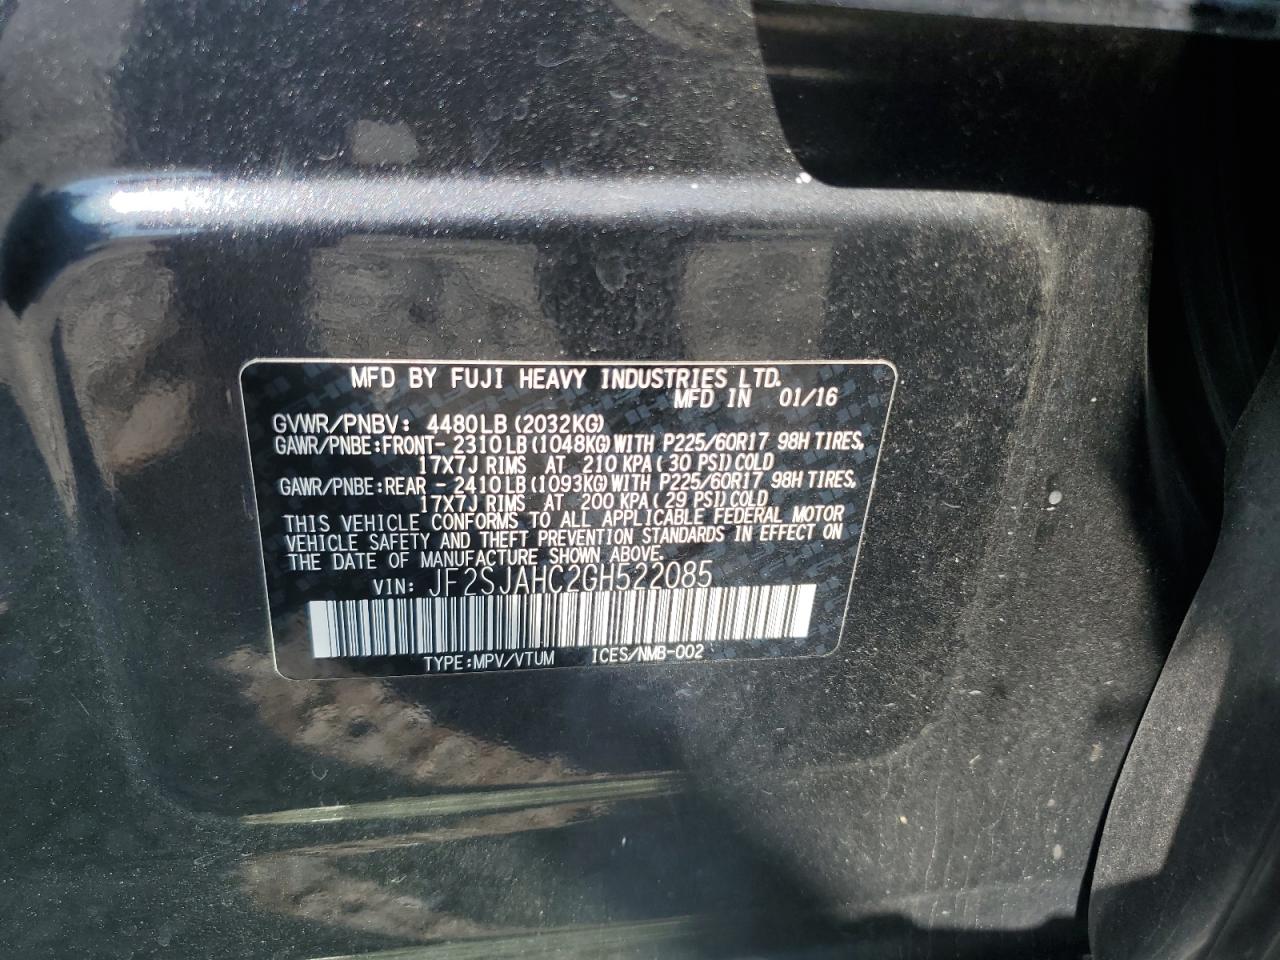 MFD BY FUJI HEAVY INDUSTRIES LTD.
MFD IN 01/16
GVWR/PNBV: 4480LB (2032KG)
GAWR/PNBE:FRONT- 2310LB (1048KG) WITH P225/60R17 98H TIRES,
17X7J RIMS AT 210 KPA (30 PSI) COLD
GAWR/PNBE:REAR - 2410LB (1093KG) WITH P225/60R17 98H TIRES,
17X7J RIMS AT 200 KPA (29 PSI) COLD
THIS VEHICLE CONFORMS TO ALL APPLICABLE FEDERAL MOTOR
VEHICLE SAFETY AND THEFT PREVENTION STANDARDS IN EFFECT ON
THE DATE OF MANUFACTURE SHOWN ABOVE.
VIN: JF2SJAHC2GH522085
TYPE:MPV/VTUM ICES/NMB-002